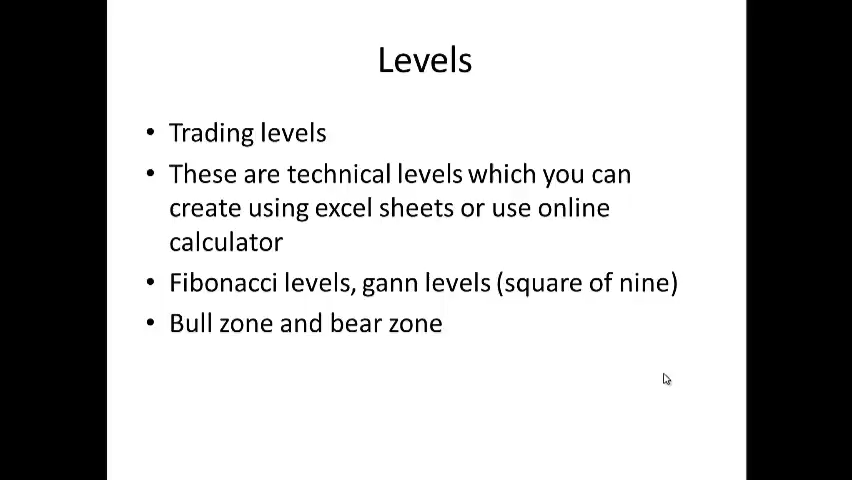 Levels
• Trading levels
• These are technical levels which you can
create using excel sheets or use online
calculator
• Fibonacci levels, gann levels (square of nine)
• Bull zone and bear zone